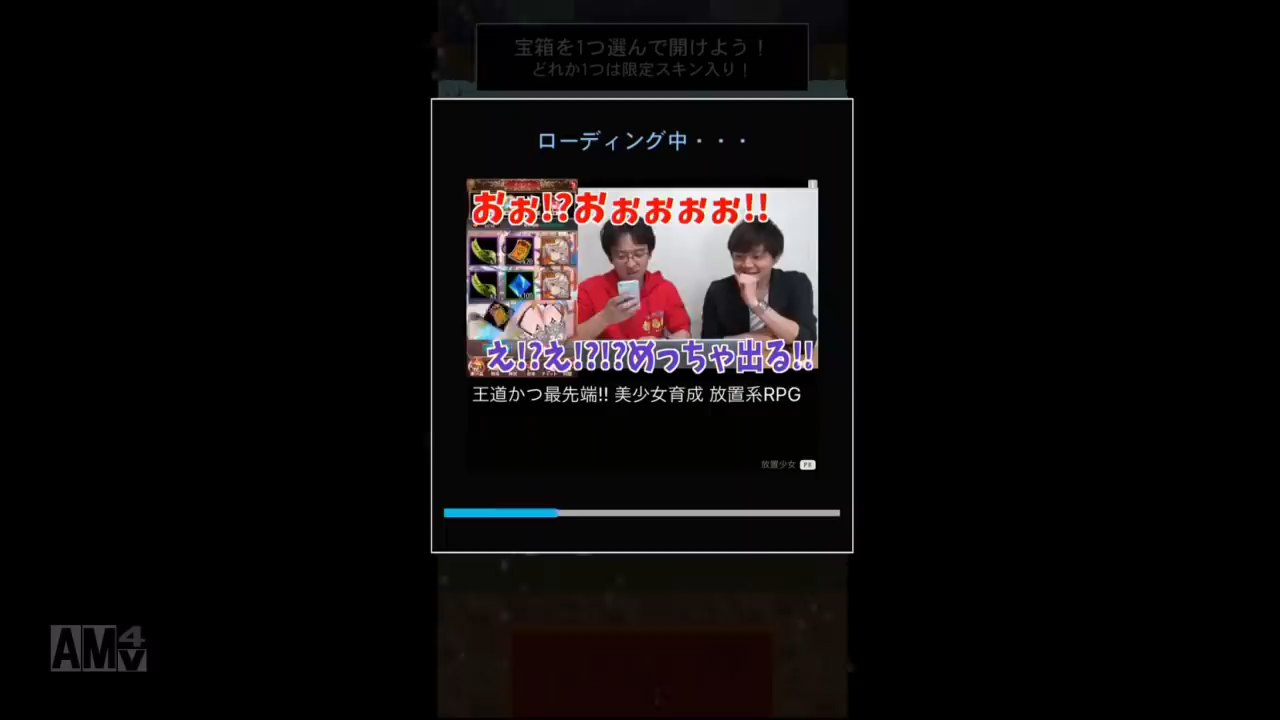 宝箱を1つ選んで開けよう！
どれか1つは限定スキン入り！
ローディング中・・・
おぉ!?おぉぉぉぉ!!
え!?え!?!?めっちゃ出る!!
王道かつ最先端!! 美少女育成 放置系RPG
放置少女 PR
AM4V